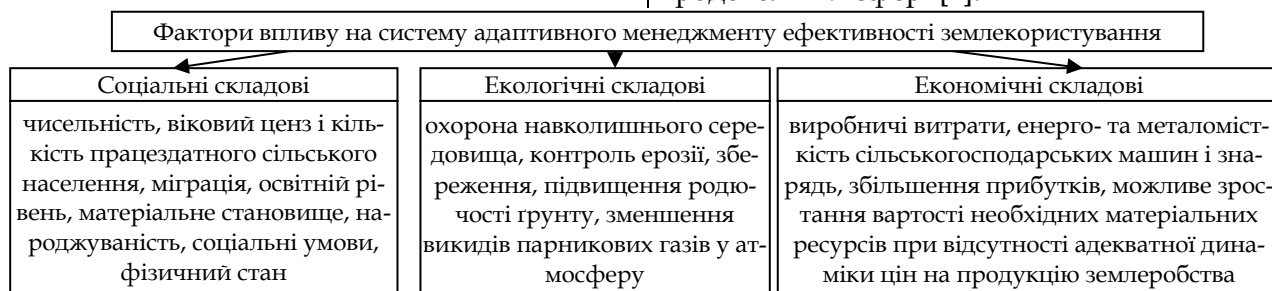 Фактори впливу на систему адаптивного менеджменту ефективності землекористування
Соціальні складові
чисельність, віковий ценз і кіль-
кість працездатного сільського
населення, міграція, освітній рі-
вень, матеріальне становище, на-
роджуваність, соціальні умови,
фізичний стан
Екологічні складові
охорона навколишнього сере-
довища, контроль ерозії, збе-
реження, підвищення родю-
чості ґрунту, зменшення
викидів парникових газів у ат-
мосферу
Економічні складові
виробничі витрати, енерго- та металоміст-
кість сільськогосподарських машин і зна-
рядь, збільшення прибутків, можливе зрос-
тання вартості необхідних матеріальних
ресурсів при відсутності адекватної дина-
міки цін на продукцію землеробства